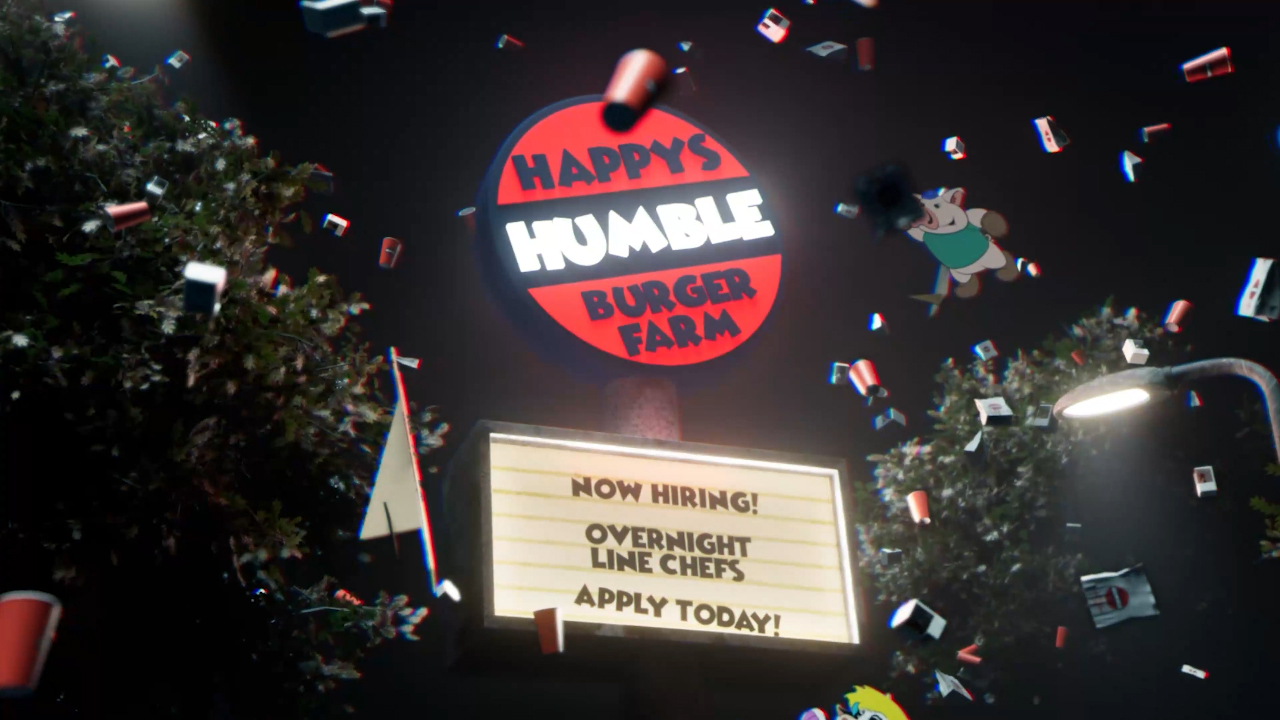 HAPPYS
HUMBLE
BURGER
FARM
NOW HIRING!
OVERNIGHT
LINE CHEFS
APPLY TODAY!